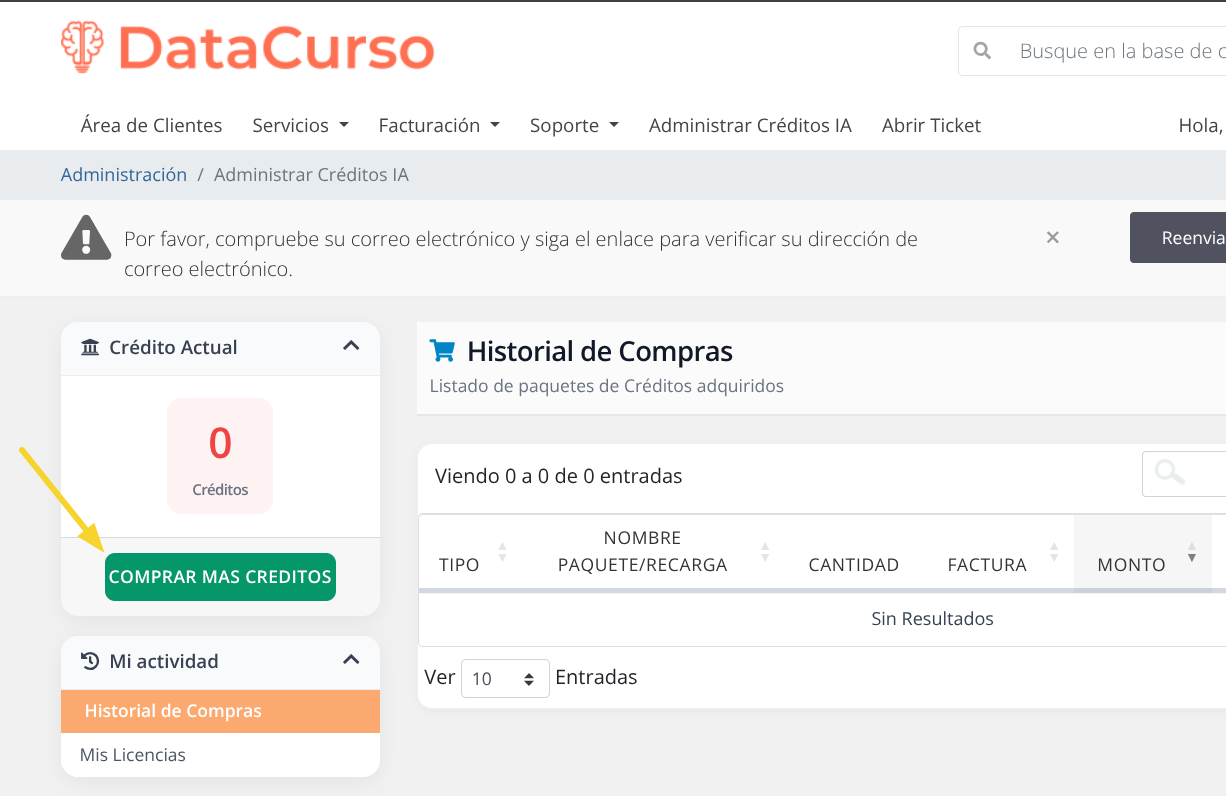 DataCurso
Busque en la base de c
Área de Clientes Servicios Facturación Soporte Administrar Créditos IA Abrir Ticket Hola,
Administración / Administrar Créditos IA
Por favor, compruebe su correo electrónico y siga el enlace para verificar su dirección de
correo electrónico.
×
Reenvia
Crédito Actual
0
Créditos
COMPRAR MAS CREDITOS
Mi actividad
Historial de Compras
Mis Licencias
Historial de Compras
Listado de paquetes de Créditos adquiridos
Viendo 0 a 0 de 0 entradas
TIPO NOMBRE PAQUETE/RECARGA CANTIDAD FACTURA MONTO
Sin Resultados
Ver 10 Entradas